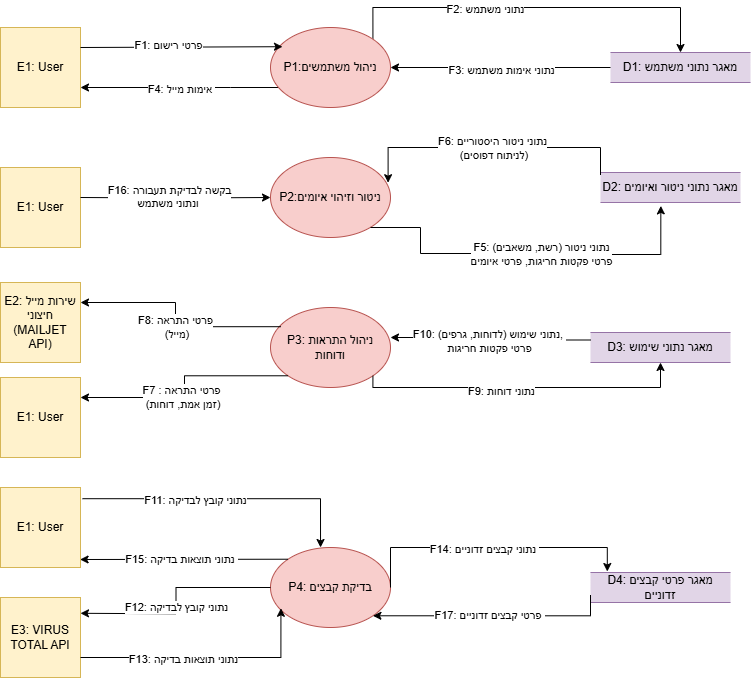 F2: נתוני משתמש
F1: פרטי רישום
E1: User
P1:ניהול משתמשים
F3: נתוני אימות משתמש
D1: מאגר נתוני משתמש
F4: אימות מייל
F6: נתוני ניטור היסטוריים
(לניתוח דפוסים)
E1: User
F16: בקשה לבדיקת תעבורה
ונתוני משתמש
P2:ניטור וזיהוי איומים
D2: מאגר נתוני ניטור ואיומים
F5: נתוני ניטור (רשת, משאבים)
פרטי פקטות חריגות, פרטי איומים
E2: שירות מייל
חיצוני
(MAILJET
API)
F8: פרטי התראה
(מייל)
P3: ניהול התראות
ודוחות
F10: נתוני שימוש (לדוחות, גרפים),
פרטי פקטות חריגות
D3: מאגר נתוני שימוש
F7: פרטי התראה :
(זמן אמת, דוחות)
F9: נתוני דוחות
E1: User
F11: נתוני קובץ לבדיקה
E1: User
F15: נתוני תוצאות בדיקה
F14: נתוני קבצים זדוניים
P4: בדיקת קבצים
D4: מאגר פרטי קבצים
זדוניים
F12: נתוני קובץ לבדיקה
F17: פרטי קבצים זדוניים
E3: VIRUS
TOTAL API
F13: נתוני תוצאות בדיקה